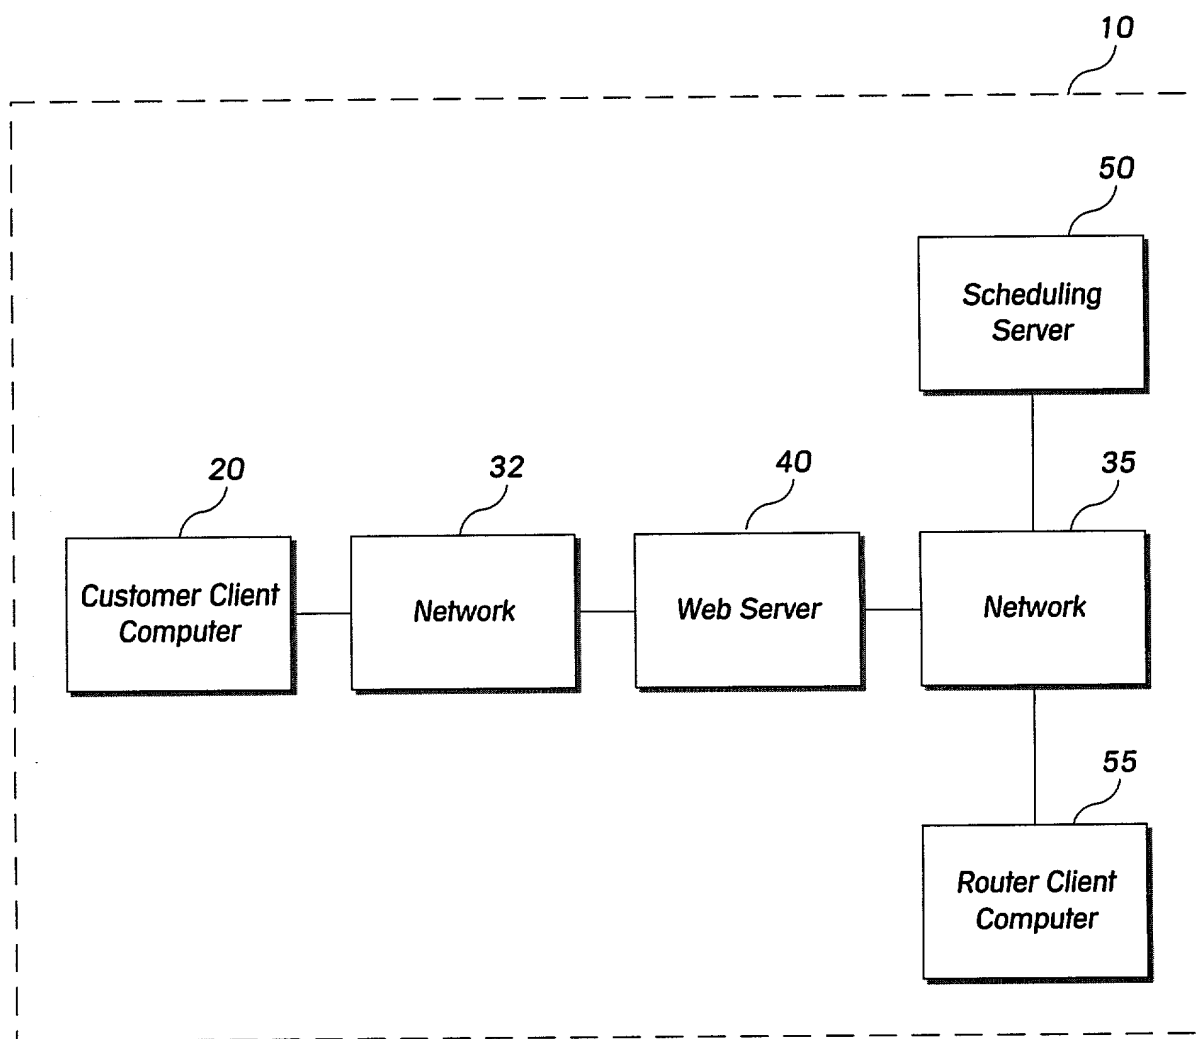 10
50
Scheduling
Server
20
32
40
35
Customer Client
Computer
Network
Web Server
Network
55
Router Client
Computer